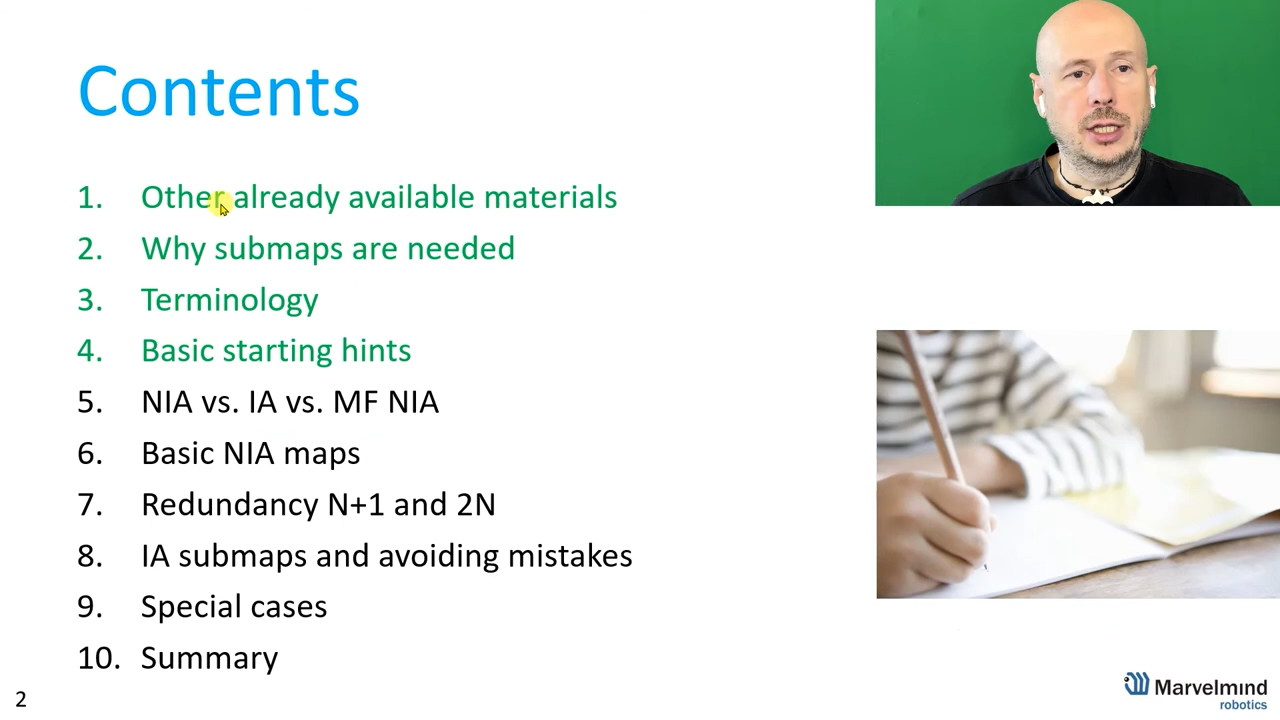 Contents
1. Other already available materials
2. Why submaps are needed
3. Terminology
4. Basic starting hints
5. NIA vs. IA vs. MF NIA
6. Basic NIA maps
7. Redundancy N+1 and 2N
8. IA submaps and avoiding mistakes
9. Special cases
10. Summary
2
Marvelmind
robotics